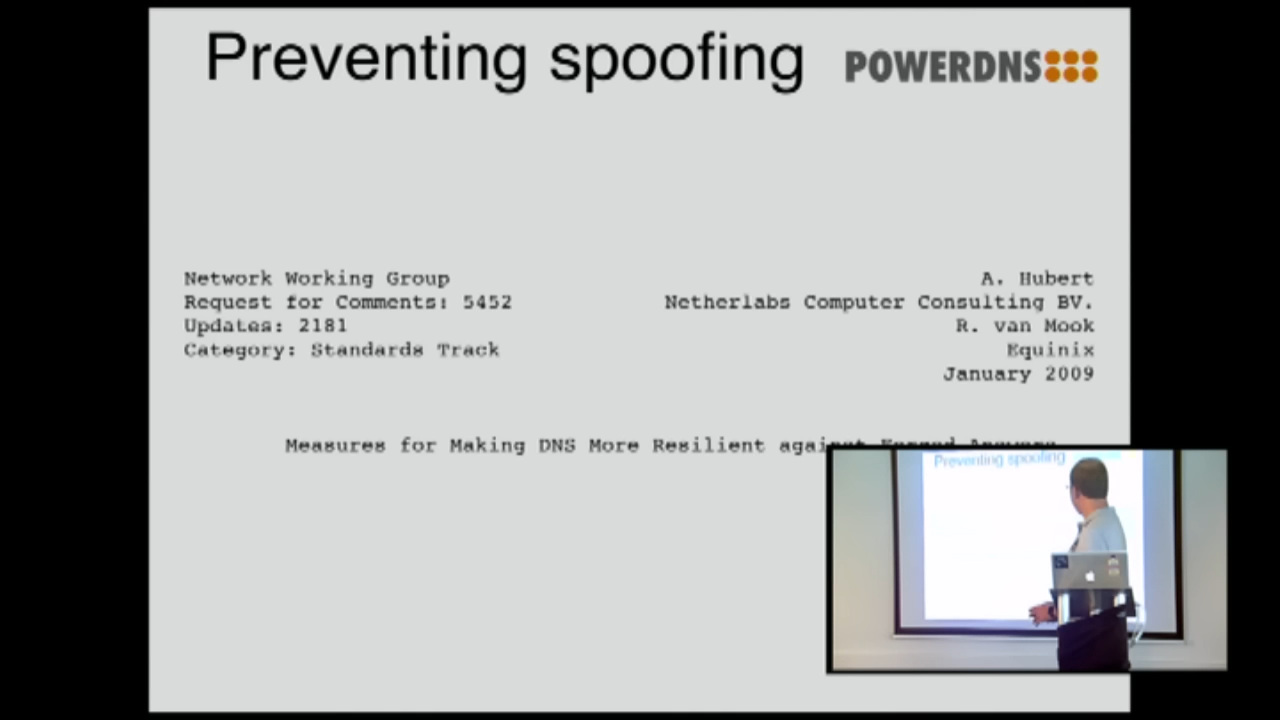 Preventing spoofing
POWERDNS
Network Working Group
A. Hubert
Request for Comments: 5452
Netherlabs Computer Consulting BV.
Updates: 2181
R. van Mook
Category: Standards Track
Equinix
January 2009
Measures for Making DNS More Resilient against Forged Answers
Preventing spoofing